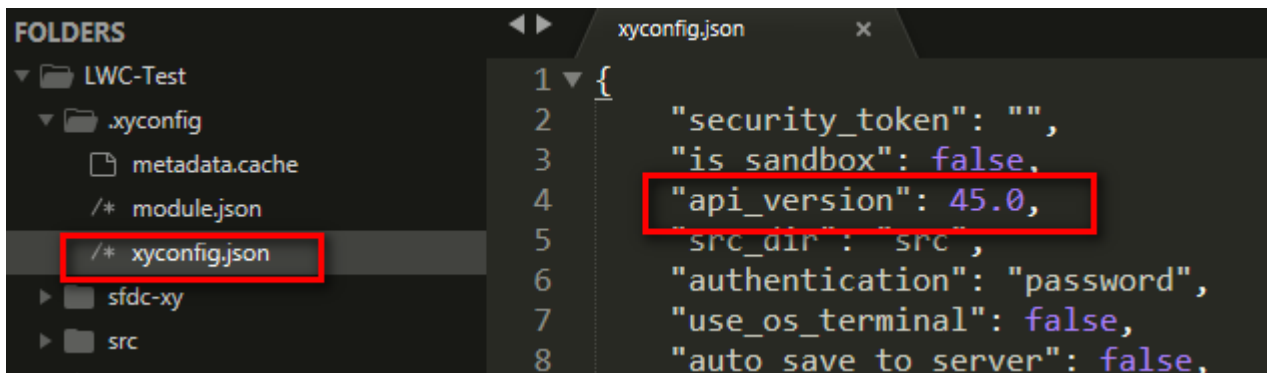 FOLDERS
LWC-Test
.xyconfig
metadata.cache
/* module.json
/* xyconfig.json
sfdc-xy
src
xyconfig.json ×
1 {
2 "security_token": "",
3 "is_sandbox": false,
4 "api_version": 45.0,
5 "src_dir": "src",
6 "authentication": "password",
7 "use_os_terminal": false,
8 "auto_save_to_server": false,